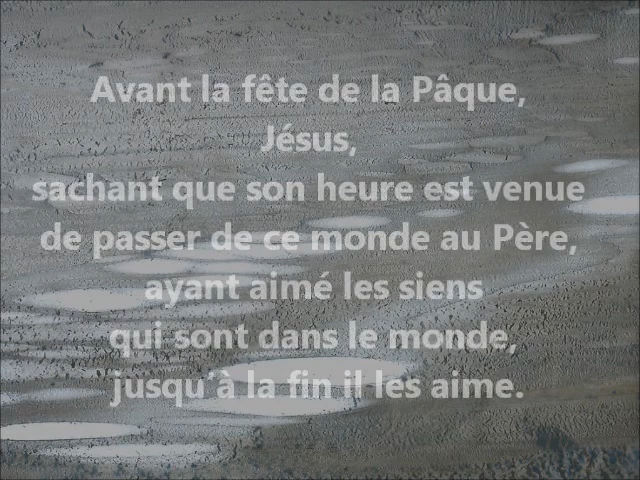 Avant la fête de la Pâque,
Jésus,
sachant que son heure est venue
de passer de ce monde au Père,
ayant aimé les siens
qui sont dans le monde,
jusqu'à la fin il les aime.